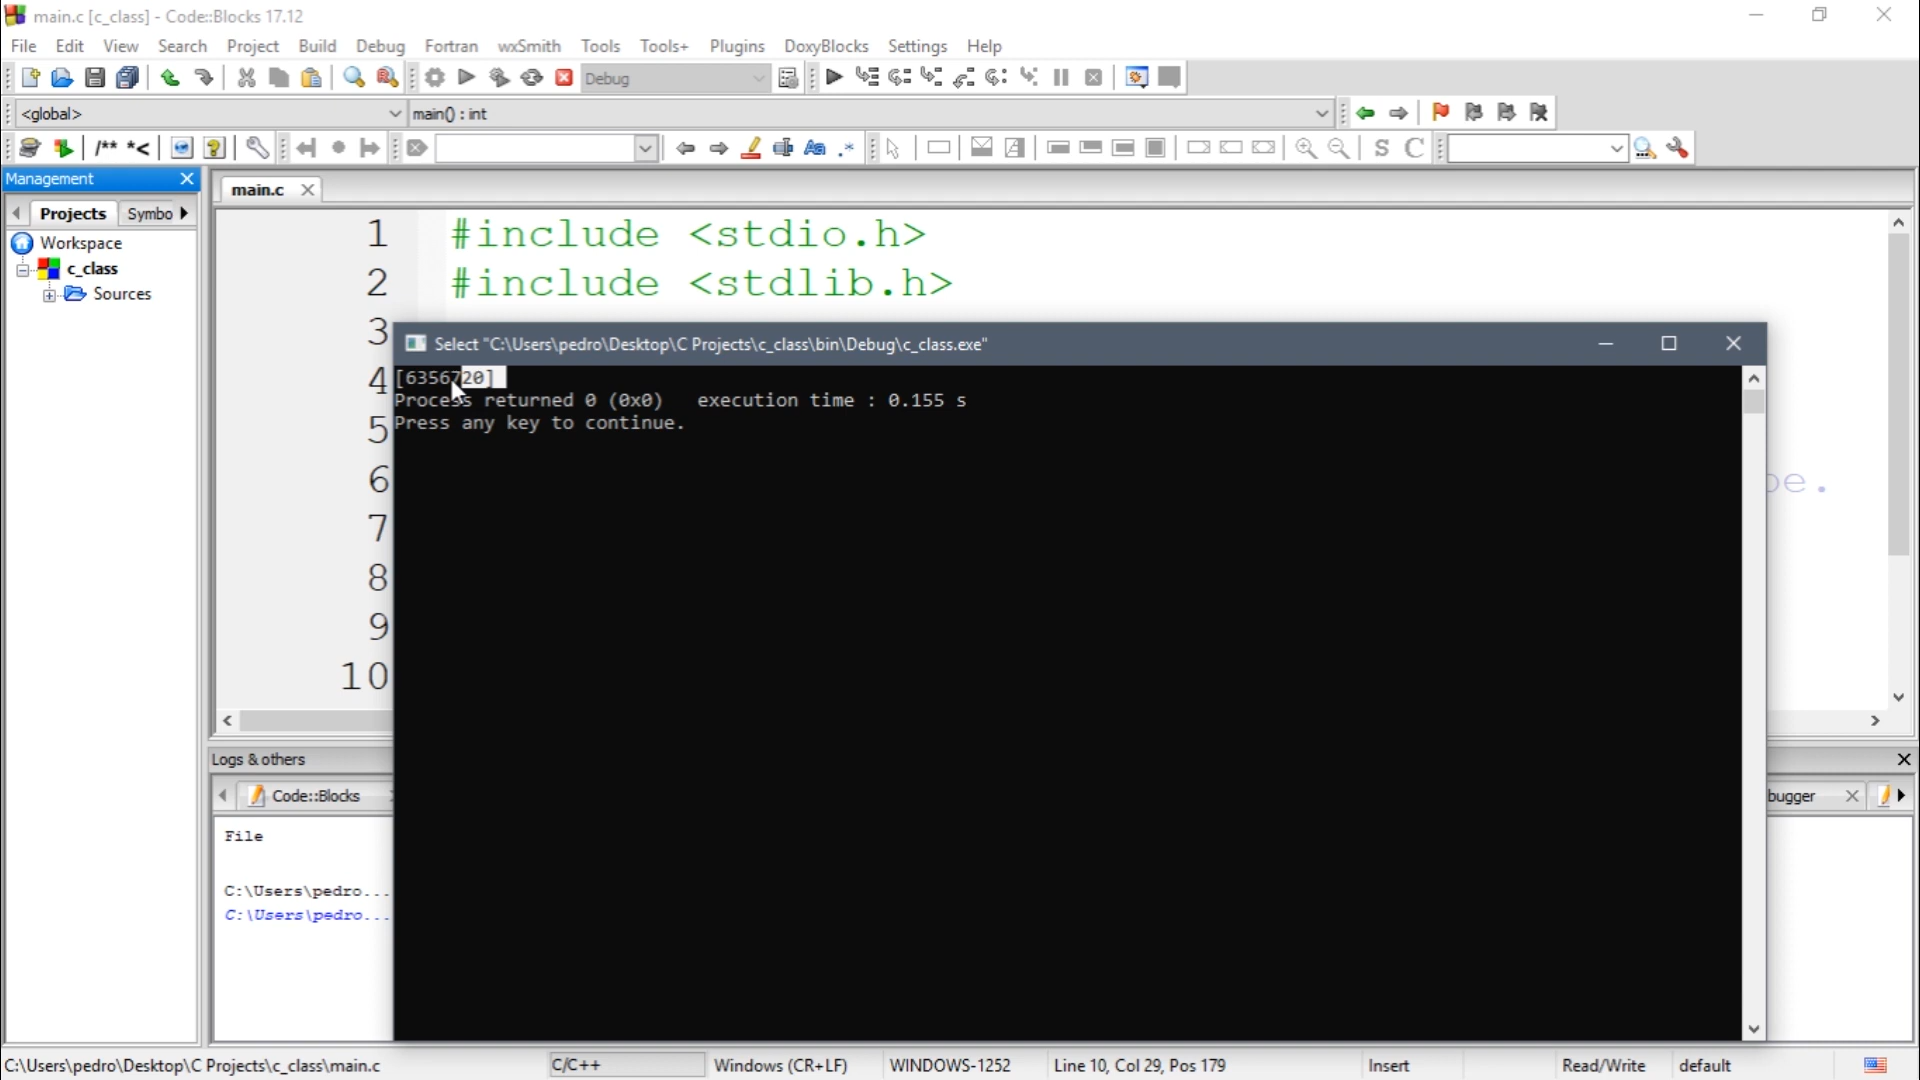 main.c [c_class] - Code::Blocks 17.12
File Edit View Search Project Build Debug Fortran wxSmith Tools Tools+ Plugins DoxyBlocks Settings Help
Debug
<global> main() : int
/** *<
Management
main.c
Projects Symbo
Workspace
c_class
Sources
1 #include <stdio.h>
2 #include <stdlib.h>
3
4
5
6 pe.
7
8
9
10
Select "C:\Users\pedro\Desktop\C Projects\c_class\bin\Debug\c_class.exe"
[6356720]
Process returned 0 (0x0) execution time : 0.155 s
Press any key to continue.
Logs & others
Code::Blocks bugger
File
C:\Users\pedro...
C:\Users\pedro...
C:\Users\pedro\Desktop\C Projects\c_class\main.c C/C++ Windows (CR+LF) WINDOWS-1252 Line 10, Col 29, Pos 179 Insert Read/Write default